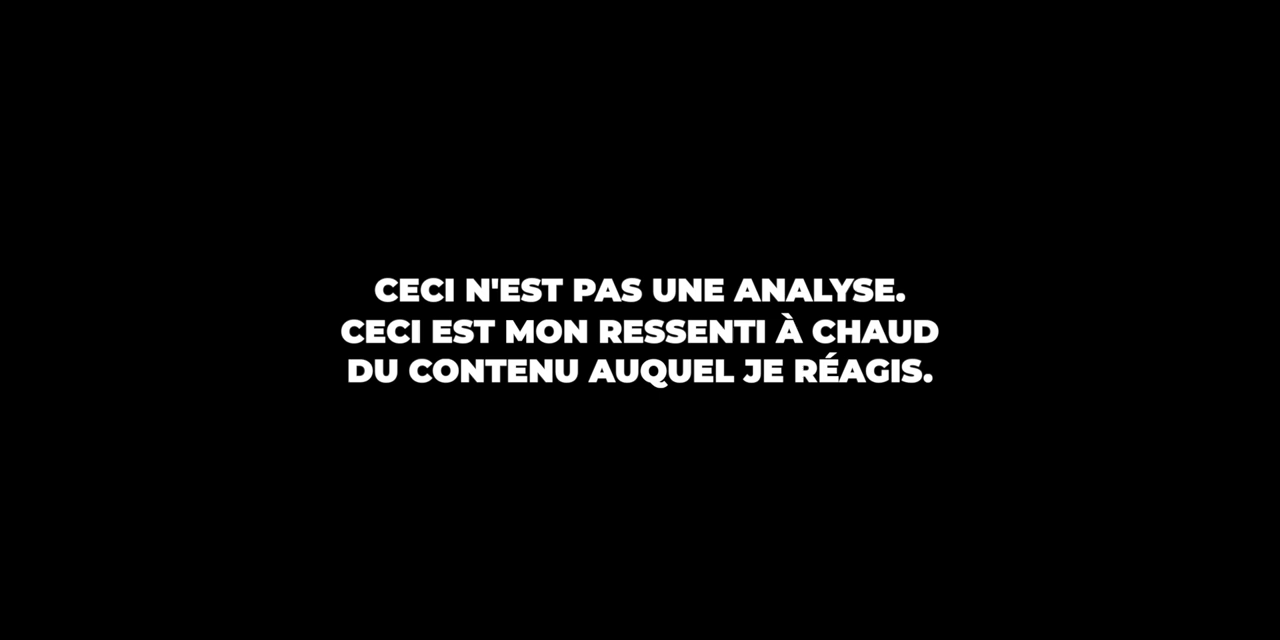 CECI N'EST PAS UNE ANALYSE.
CECI EST MON RESSENTI À CHAUD
DU CONTENU AUQUEL JE RÉAGIS.